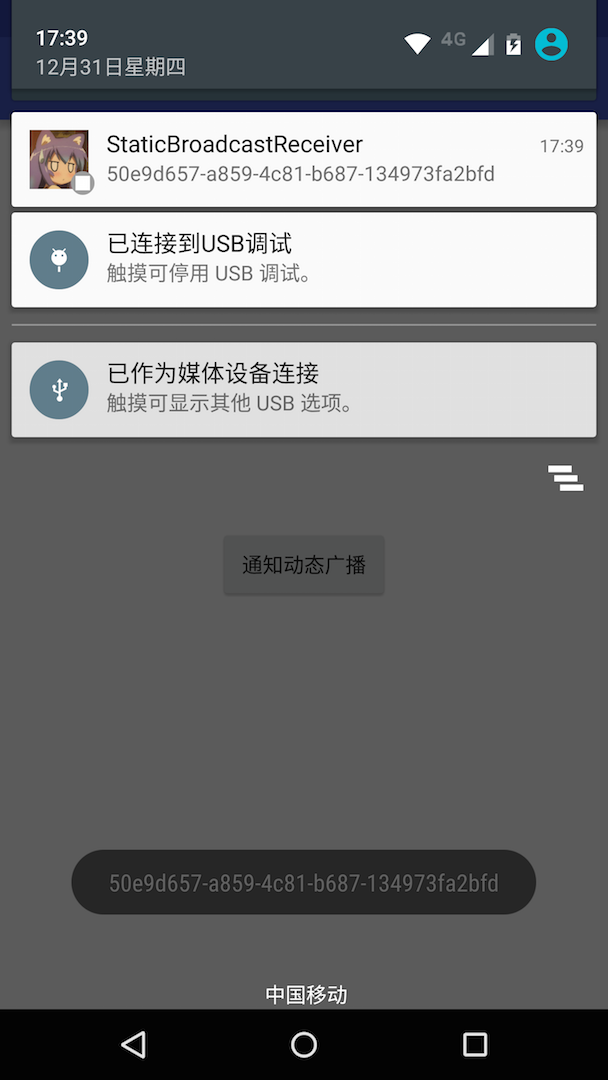 17:39
12月31日星期四
4G
StaticBroadcastReceiver
17:39
50e9d657-a859-4c81-b687-134973fa2bfd
已连接到USB调试
触摸可停用 USB 调试。
已作为媒体设备连接
触摸可显示其他 USB 选项。
通知动态广播
50e9d657-a859-4c81-b687-134973fa2bfd
中国移动